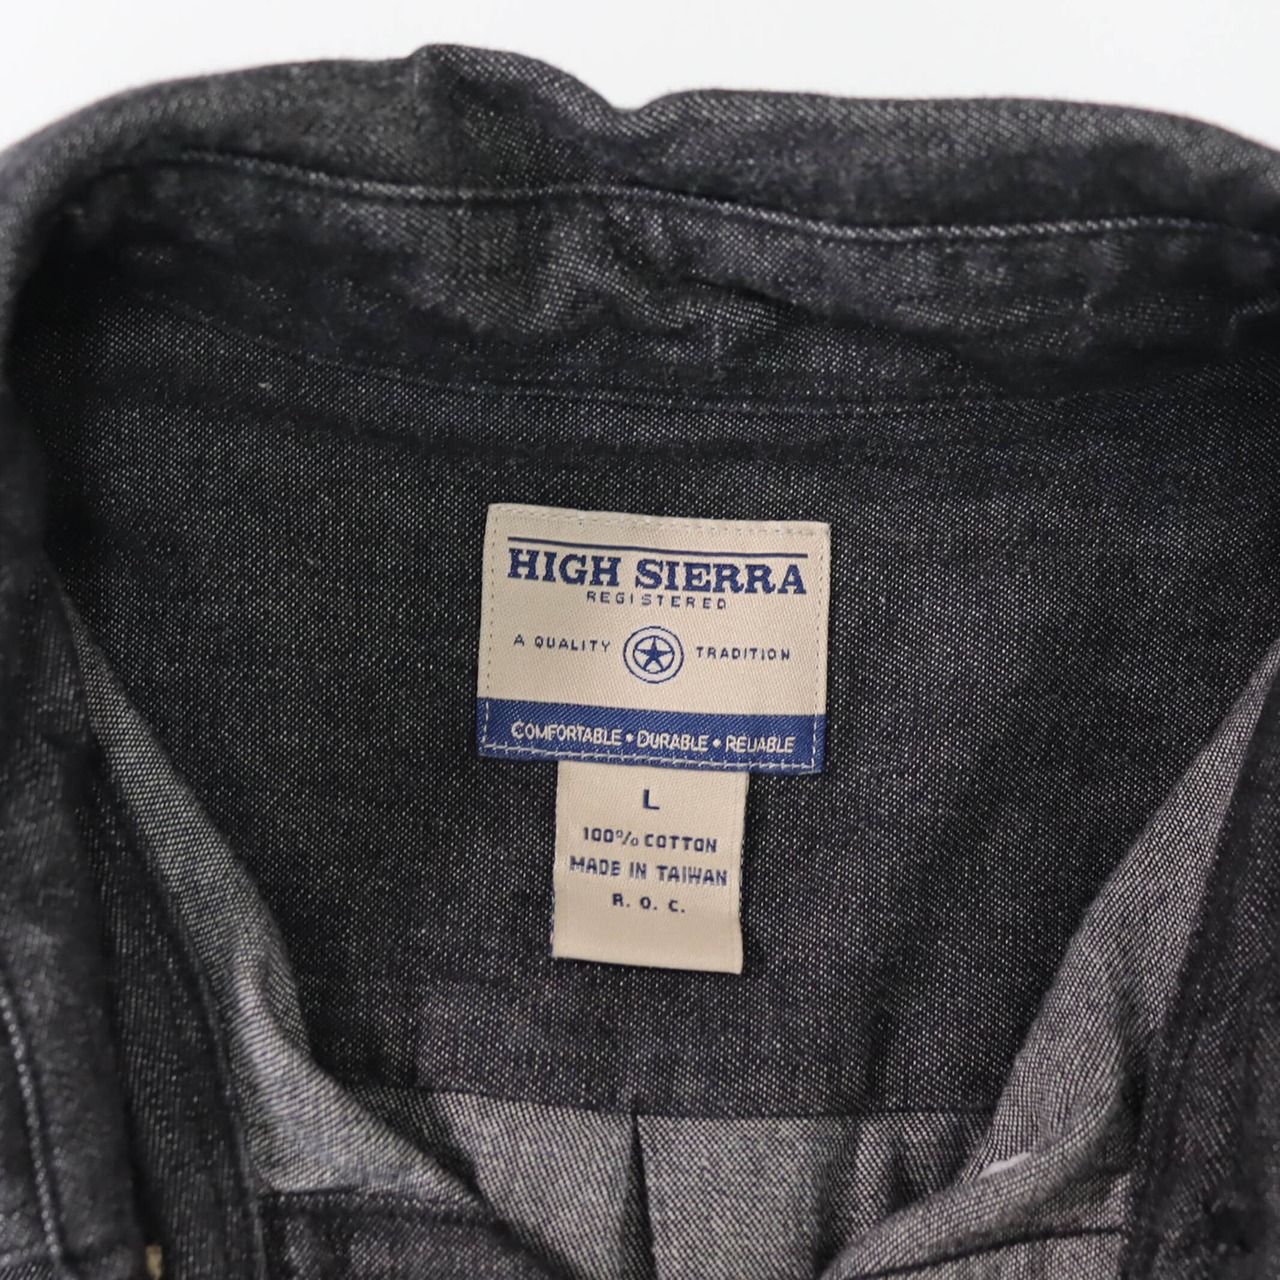 HIGH SIERRA
REGISTERED
A QUALITY TRADITION
COMFORTABLE • DURABLE • RELIABLE
L
100% COTTON
MADE IN TAIWAN
R. O. C.